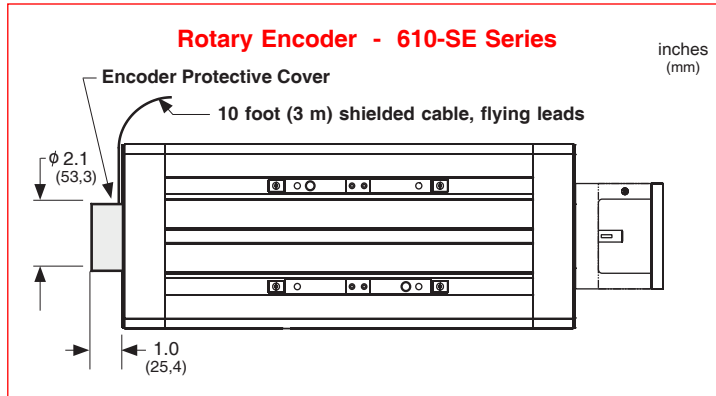 Rotary Encoder - 610-SE Series
inches
(mm)
Encoder Protective Cover
10 foot (3 m) shielded cable, flying leads
ϕ 2.1
(53,3)
1.0
(25,4)